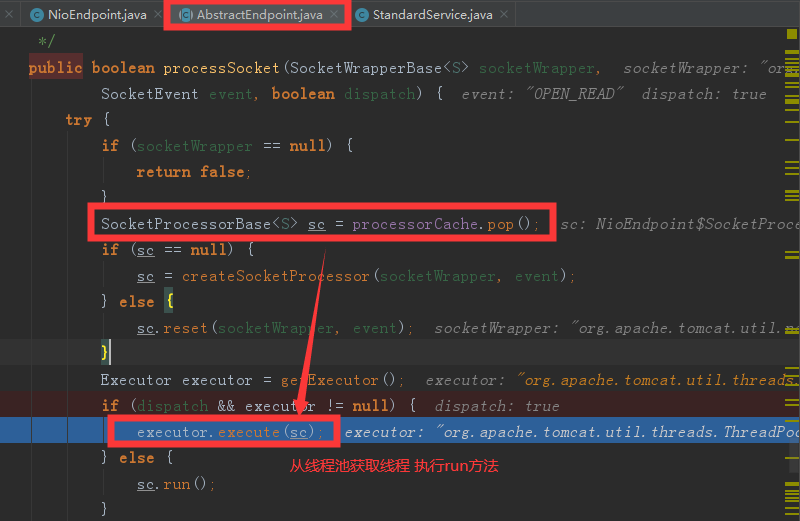 NioEndpoint.java × AbstractEndpoint.java × StandardService.java ×
*/
public boolean processSocket(SocketWrapperBase<S> socketWrapper, socketWrapper: "org
SocketEvent event, boolean dispatch) { event: "OPEN_READ" dispatch: true
try {
if (socketWrapper == null) {
return false;
}
SocketProcessorBase<S> sc = processorCache.pop(); sc: NioEndpoint$SocketProce
if (sc == null) {
sc = createSocketProcessor(socketWrapper, event);
} else {
sc.reset(socketWrapper, event); socketWrapper: "org.apache.tomcat.util.ne
}
Executor executor = getExecutor(); executor: "org.apache.tomcat.util.threads.
if (dispatch && executor != null) { dispatch: true
executor.execute(sc); executor: "org.apache.tomcat.util.threads.ThreadPoo
从线程池获取线程 执行run方法
} else {
sc.run();
}